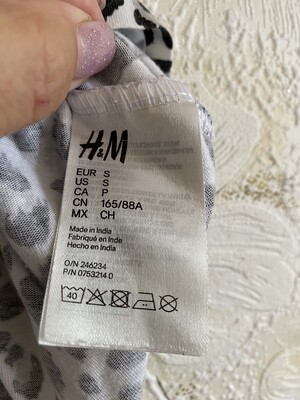 H&M
EUR S
US S
CA P
CN 165/88A
MX CH
Made in India
Fabriqué en Inde
Hecho en India
O/N 246234
P/N 0753214 0
40